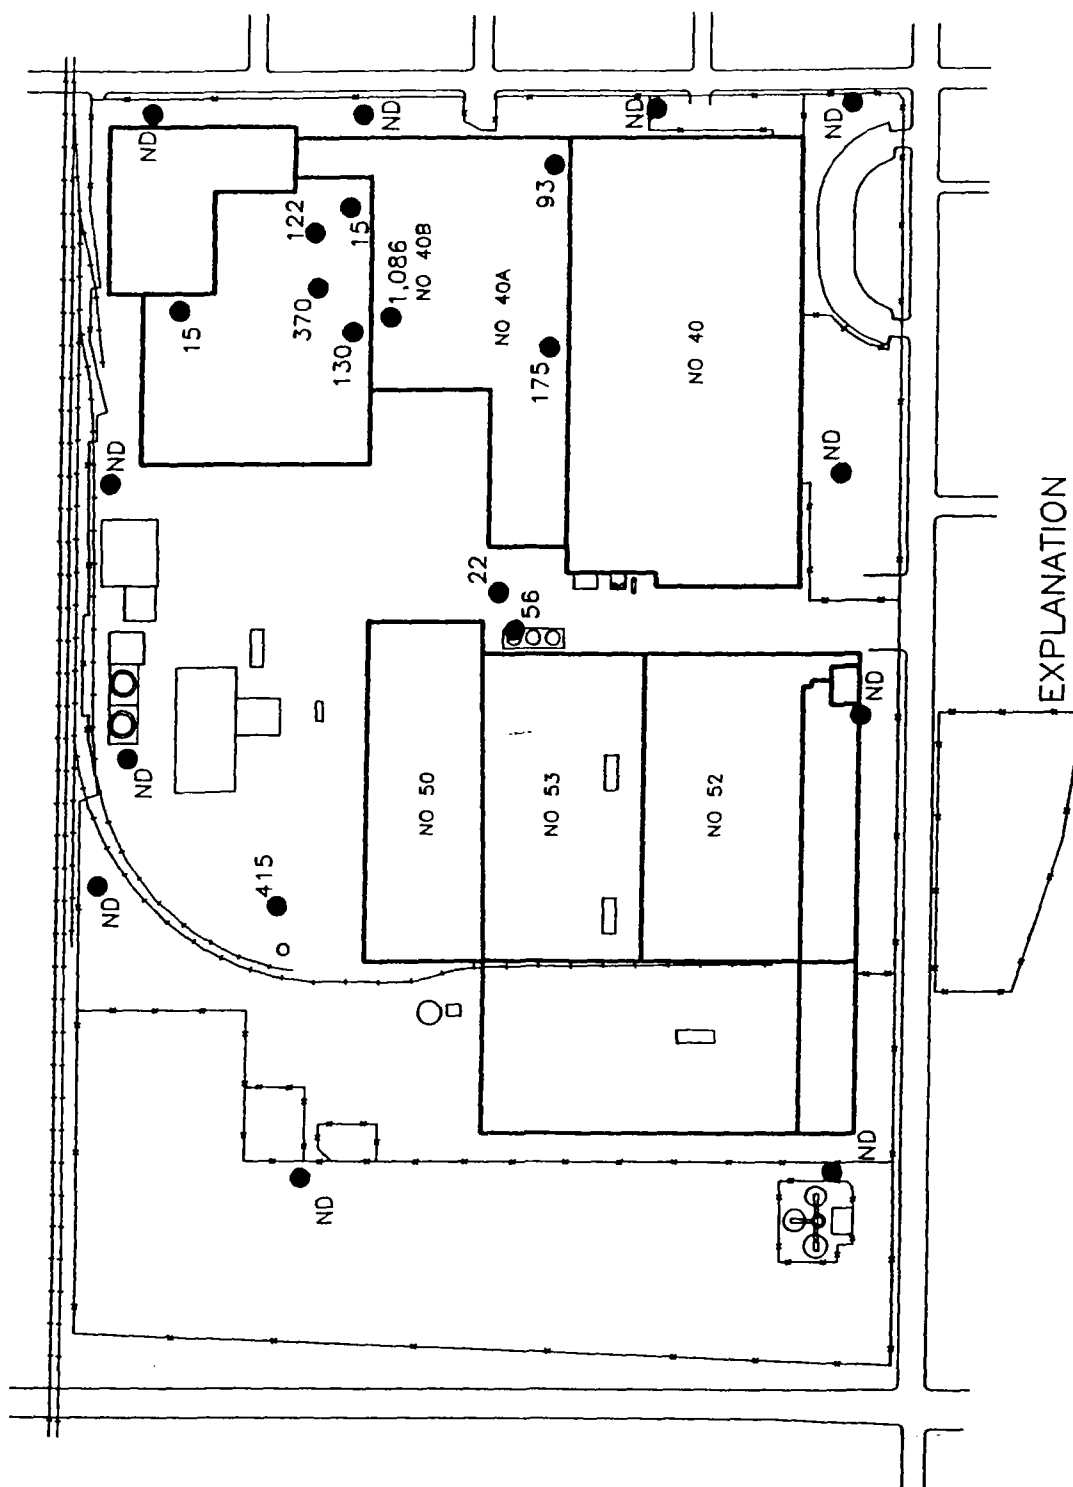 ND
ND
ND
ND
122
15
93
1,086
NO 40B
NO 40A
NO 40
370
130
15
175
ND
ND
22
56
ND
ND
NO 50
NO 53
NO 52
415
ND
ND
ND
EXPLANATION